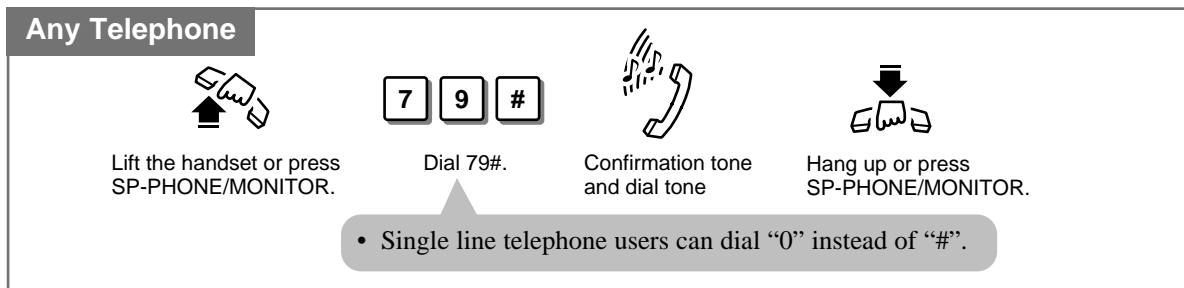 Any Telephone
7 9 #
Lift the handset or press
SP-PHONE/MONITOR.
Dial 79#.
Confirmation tone
and dial tone
Hang up or press
SP-PHONE/MONITOR.
• Single line telephone users can dial “0” instead of “#”.